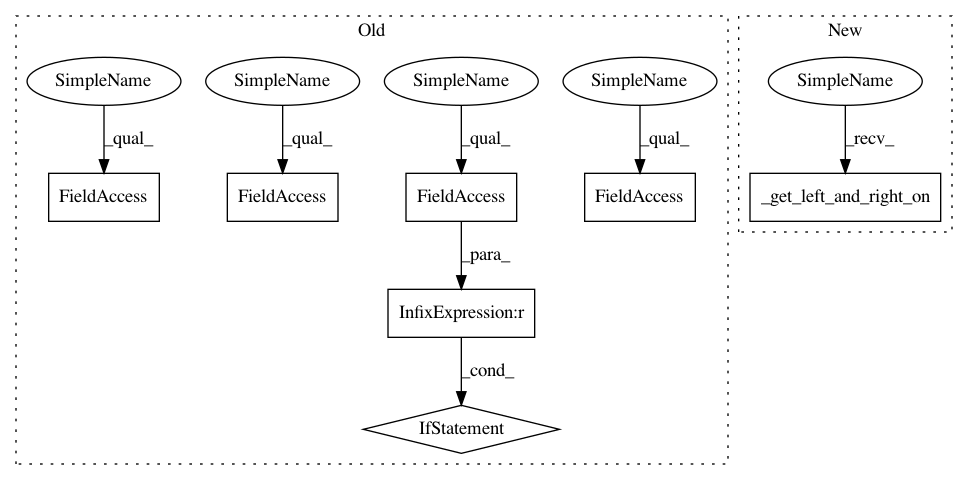 Old
New
SimpleName
SimpleName
SimpleName
SimpleName
SimpleName
_qual_
_qual_
_qual_
_qual_
_recv_
FieldAccess
FieldAccess
FieldAccess
FieldAccess
_get_left_and_right_on
_para_
InfixExpression:r
_cond_
IfStatement